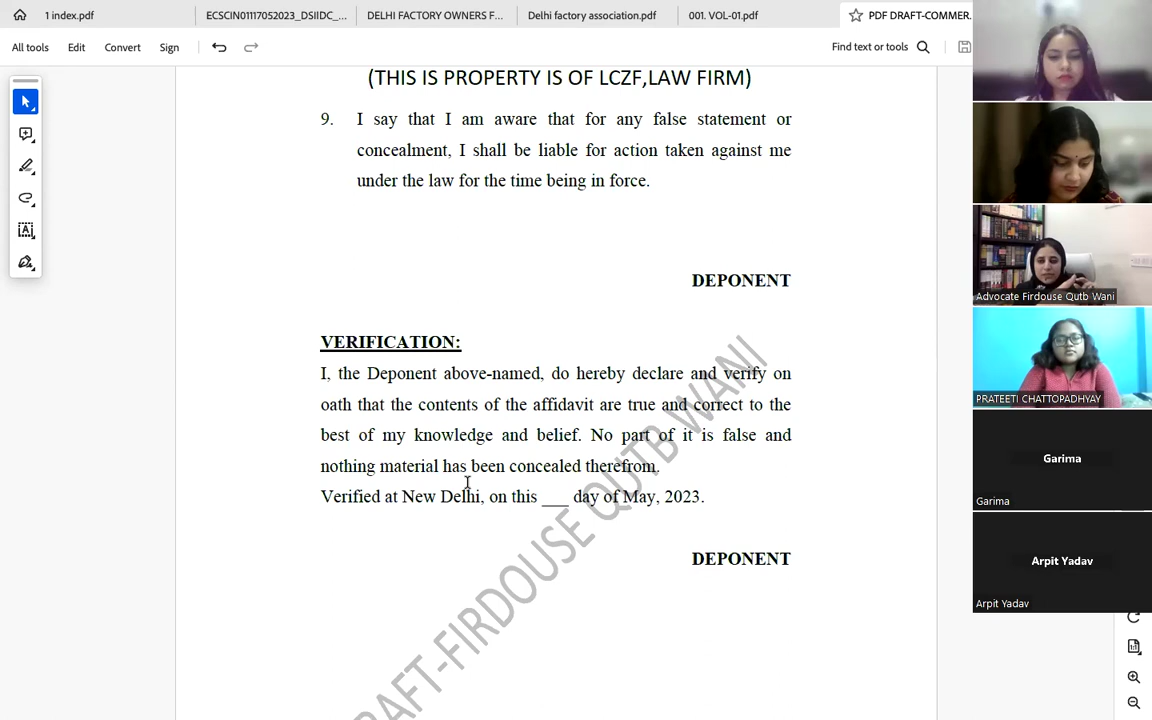 1 index.pdf
ECSCIN01117052023_DSIIDC_...
DELHI FACTORY OWNERS F...
Delhi factory association.pdf
001. VOL-01.pdf
PDF DRAFT-COMMER.
All tools
Edit
Convert
Sign
Find text or tools
(THIS IS PROPERTY IS OF LCZF,LAW FIRM)
9. I say that I am aware that for any false statement or
concealment, I shall be liable for action taken against me
under the law for the time being in force.
DEPONENT
VERIFICATION:
I, the Deponent above-named, do hereby declare and verify on
oath that the contents of the affidavit are true and correct to the
best of my knowledge and belief. No part of it is false and
nothing material has been concealed therefrom.
Verified at New Delhi, on this ___ day of May, 2023.
DEPONENT
RAFT-FIRDOUSE QUTB WANI
Advocate Firdouse Qutb Wani
PRATEETI CHATTOPADHYAY
Garima
Garima
Arpit Yadav
Arpit Yadav